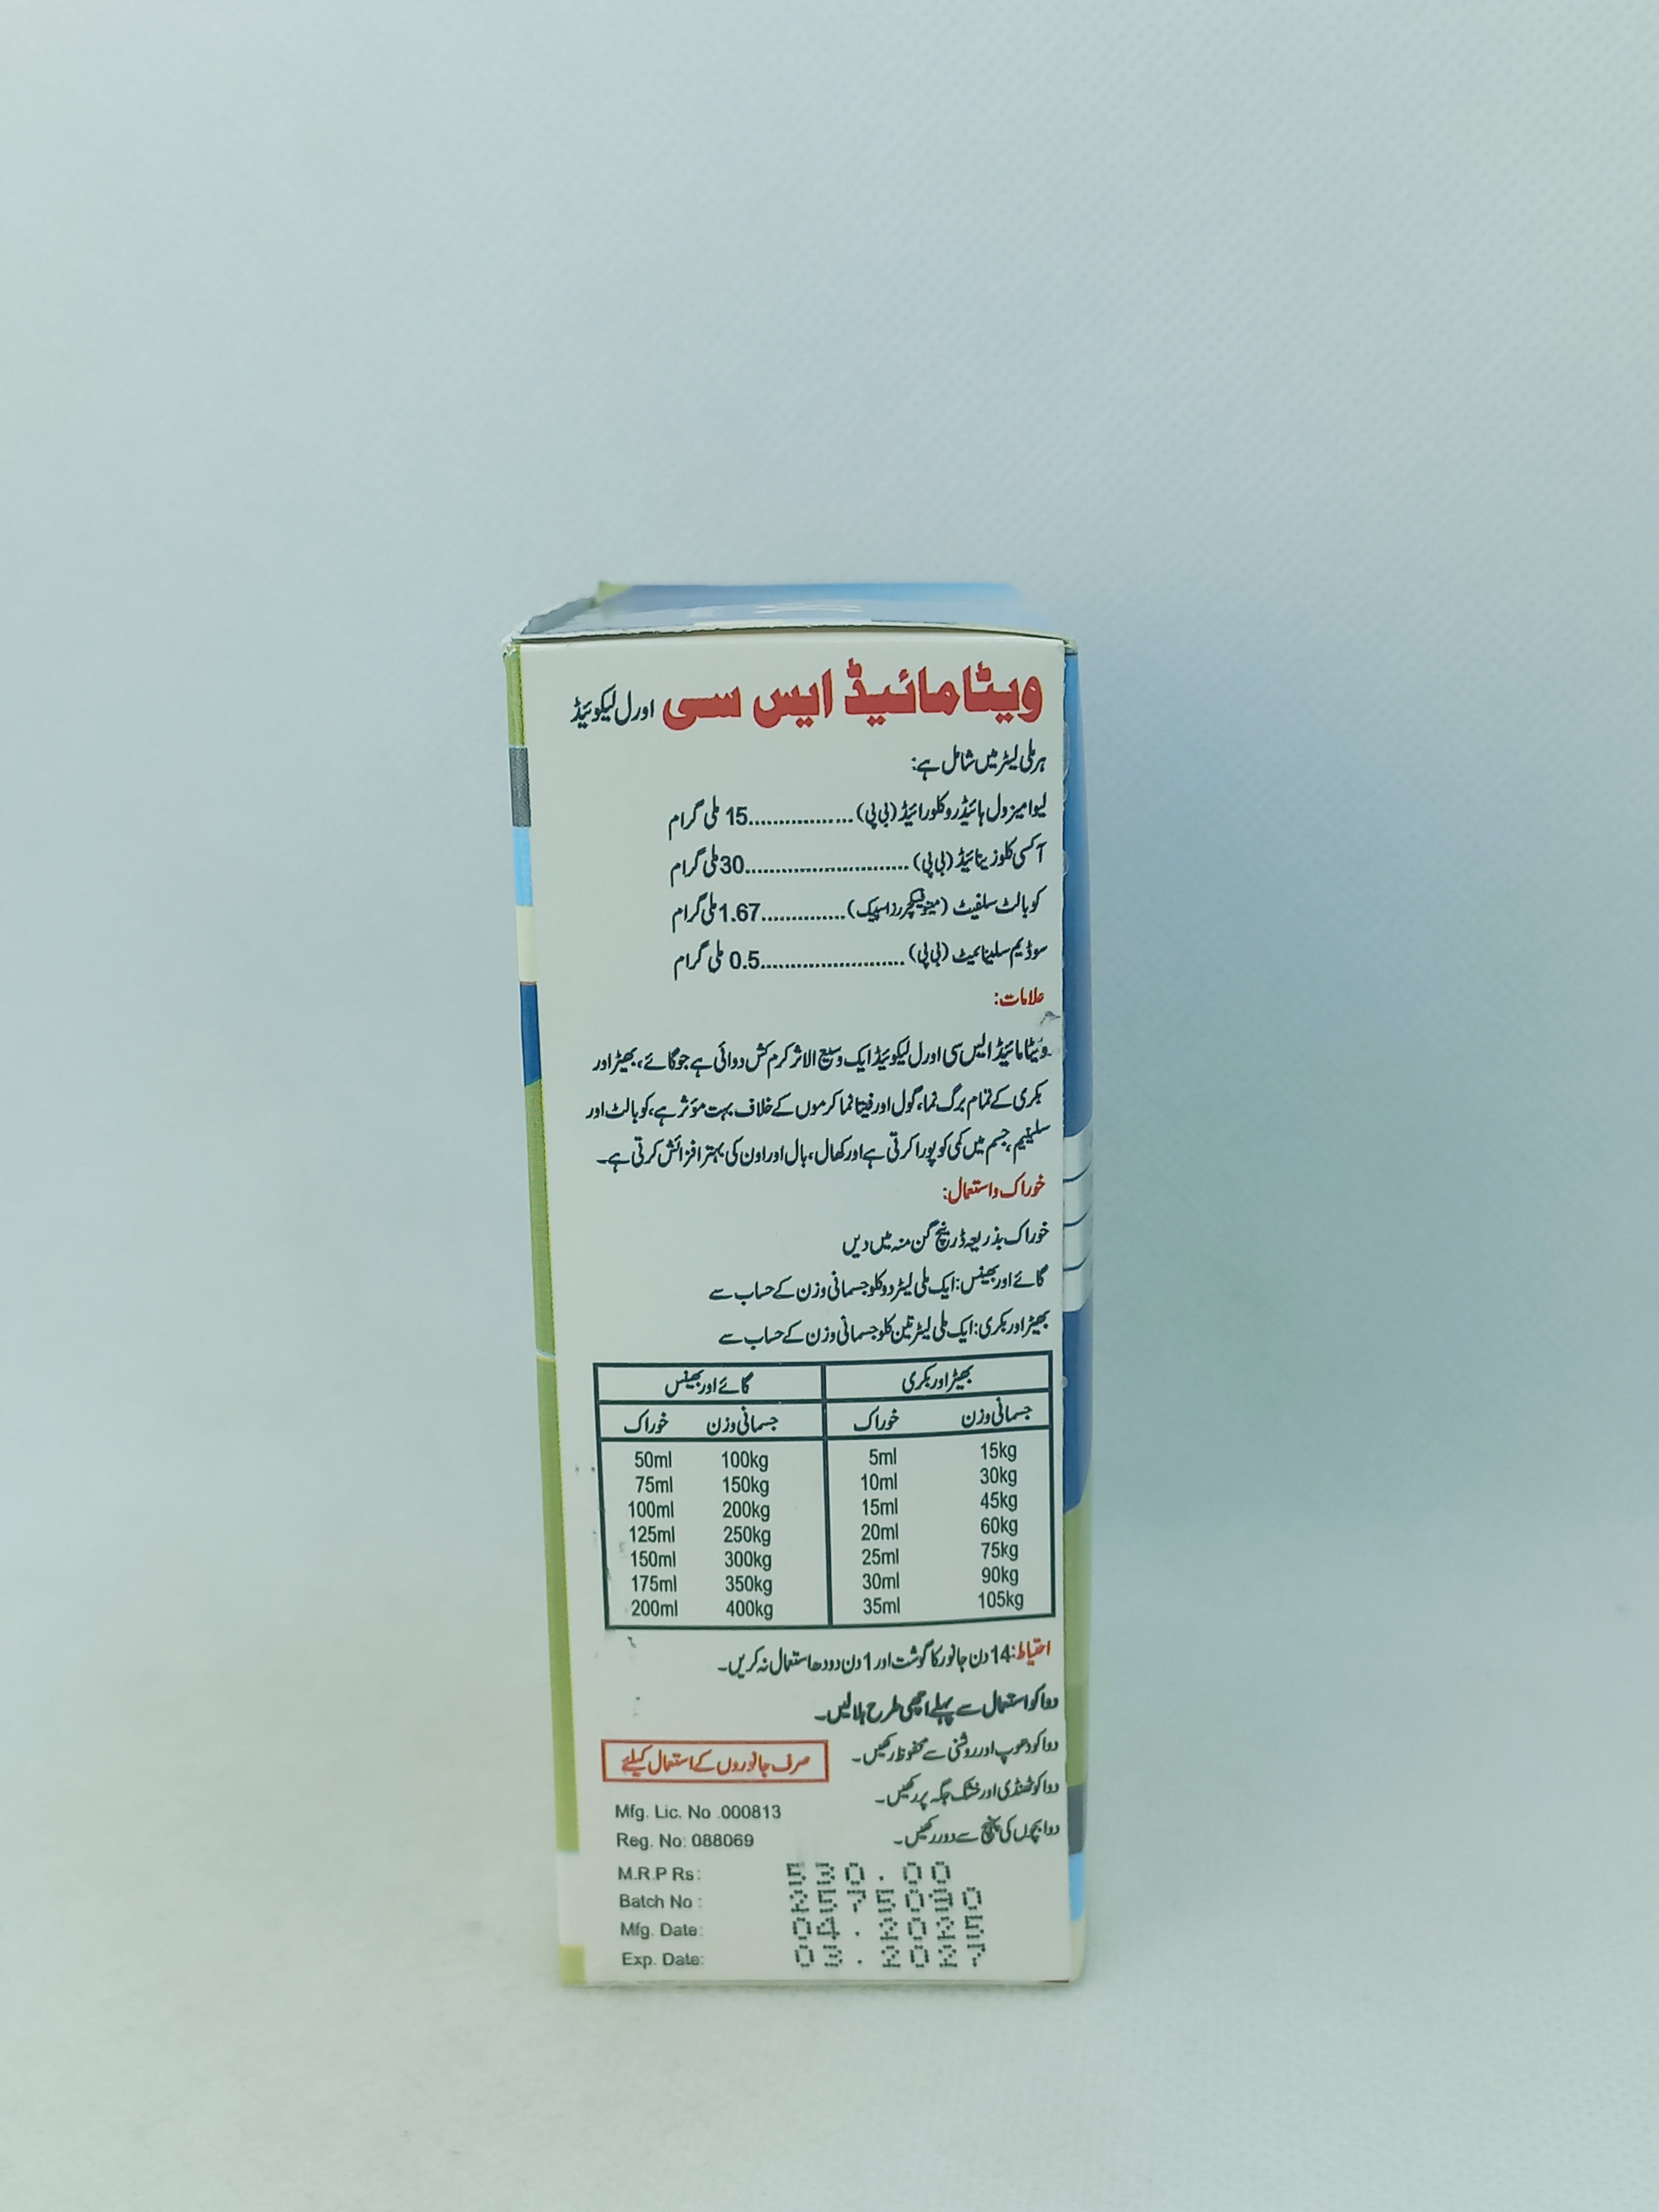 ویٹامائیڈ ایس سی اورل لیکوئیڈ
ہر ملی لیٹر میں شامل ہے:
لیوامیزول ہائیڈروکلورائیڈ (بی پی)................15 ملی گرام
آکسی کلوزینائیڈ (بی پی)..........................30 ملی گرام
کوبالٹ سلفیٹ (مینوفیکچررز اسپیک)..............1.67 ملی گرام
سوڈیم سلینائیٹ (بی پی)........................0.5 ملی گرام
علامات:
ویٹامائیڈ ایس سی اورل لیکوئیڈ ایک وسیع الاثر کرم کش دوائی ہے جو گائے، بھیڑ اور
بکری کے تمام برگ نما، گول اور فیتا نما کرموں کے خلاف بہت مؤثر ہے، کوبالٹ اور
سلینیم، جسم میں کمی کو پورا کرتی ہے اور کھال، بال اور اون کی بہتر افزائش کرتی ہے۔
خوراک واستعمال:
خوراک بذریعہ ڈرینچ گن منہ میں دیں
گائے اور بھینس: ایک ملی لیٹر دو کلو جسمانی وزن کے حساب سے
بھیڑ اور بکری: ایک ملی لیٹر تین کلو جسمانی وزن کے حساب سے
بھیڑ اور بکری گائے اور بھینس
جسمانی وزن خوراک جسمانی وزن خوراک
15kg 5ml 100kg 50ml
30kg 10ml 150kg 75ml
45kg 15ml 200kg 100ml
60kg 20ml 250kg 125ml
75kg 25ml 300kg 150ml
90kg 30ml 350kg 175ml
105kg 35ml 400kg 200ml
احتیاط: 14 دن جانور کا گوشت اور 1 دن دودھ استعمال نہ کریں۔
دوا کو استعمال سے پہلے اچھی طرح ہلا لیں۔
دوا کو دھوپ اور روشنی سے محفوظ رکھیں۔
دوا کو ٹھنڈی اور خشک جگہ پر رکھیں۔
دوا بچوں کی پہنچ سے دور رکھیں۔
صرف جانوروں کے استعمال کیلئے
Mfg. Lic. No .000813
Reg. No: 088069
M.R.P Rs: 530.00
Batch No :
Mfg. Date: 04.2025
Exp. Date: 03.2027